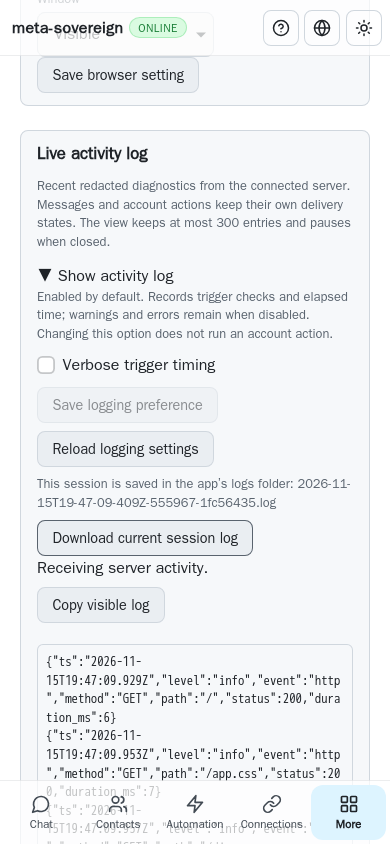 Window
meta-sovereign ONLINE
Visible
Save browser setting
Live activity log
Recent redacted diagnostics from the connected server.
Messages and account actions keep their own delivery
states. The view keeps at most 300 entries and pauses
when closed.
▼ Show activity log
Enabled by default. Records trigger checks and elapsed
time; warnings and errors remain when disabled.
Changing this option does not run an account action.
Verbose trigger timing
Save logging preference
Reload logging settings
This session is saved in the app's logs folder: 2026-11-
15T19-47-09-409Z-555967-1fc56435.log
Download current session log
Receiving server activity.
Copy visible log
{"ts":"2026-11-
15T19:47:09.929Z","level":"info","event":"http
","method":"GET","path":"/","status":200,"dura
tion_ms":6}
{"ts":"2026-11-
15T19:47:09.953Z","level":"info","event":"http
","method":"GET","path":"/app.css","status":20
0,"duration_ms":7}
{"ts":"2026-11-
Chat Contacts Automation Connections More